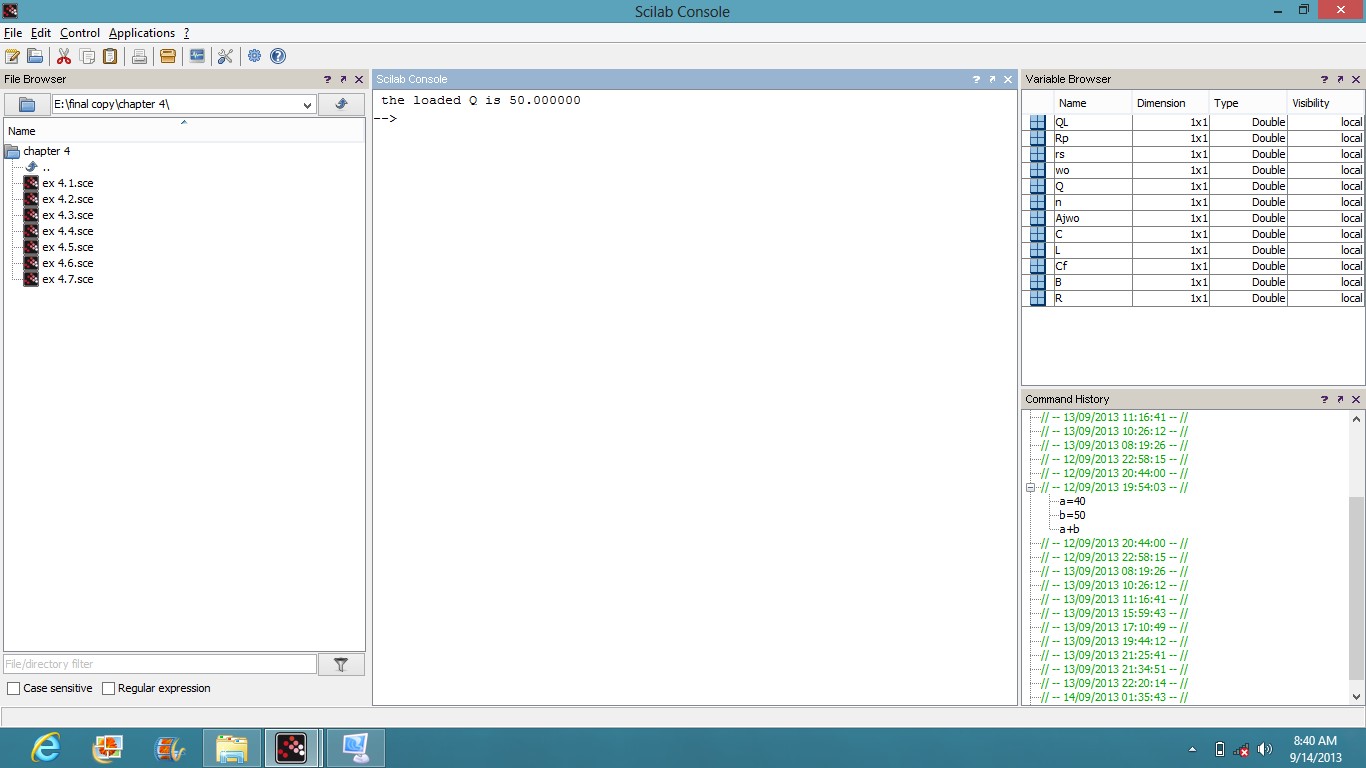 Scilab Console
File Edit Control Applications ?
File Browser
E:\final copy\chapter 4\
Name
chapter 4
..
ex 4.1.sce
ex 4.2.sce
ex 4.3.sce
ex 4.4.sce
ex 4.5.sce
ex 4.6.sce
ex 4.7.sce
File/directory filter
Case sensitive Regular expression
Scilab Console
the loaded Q is 50.000000
-->
Variable Browser
Name Dimension Type Visibility
QL 1x1 Double local
Rp 1x1 Double local
rs 1x1 Double local
wo 1x1 Double local
Q 1x1 Double local
n 1x1 Double local
Ajwo 1x1 Double local
C 1x1 Double local
L 1x1 Double local
Cf 1x1 Double local
B 1x1 Double local
R 1x1 Double local
Command History
// -- 13/09/2013 11:16:41 -- //
// -- 13/09/2013 10:26:12 -- //
// -- 13/09/2013 08:19:26 -- //
// -- 12/09/2013 22:58:15 -- //
// -- 12/09/2013 20:44:00 -- //
// -- 12/09/2013 19:54:03 -- //
a=40
b=50
a+b
// -- 12/09/2013 20:44:00 -- //
// -- 12/09/2013 22:58:15 -- //
// -- 13/09/2013 08:19:26 -- //
// -- 13/09/2013 10:26:12 -- //
// -- 13/09/2013 11:16:41 -- //
// -- 13/09/2013 15:59:43 -- //
// -- 13/09/2013 17:10:49 -- //
// -- 13/09/2013 19:44:12 -- //
// -- 13/09/2013 21:25:41 -- //
// -- 13/09/2013 21:34:51 -- //
// -- 13/09/2013 22:20:14 -- //
// -- 14/09/2013 01:35:43 -- //
8:40 AM
9/14/2013